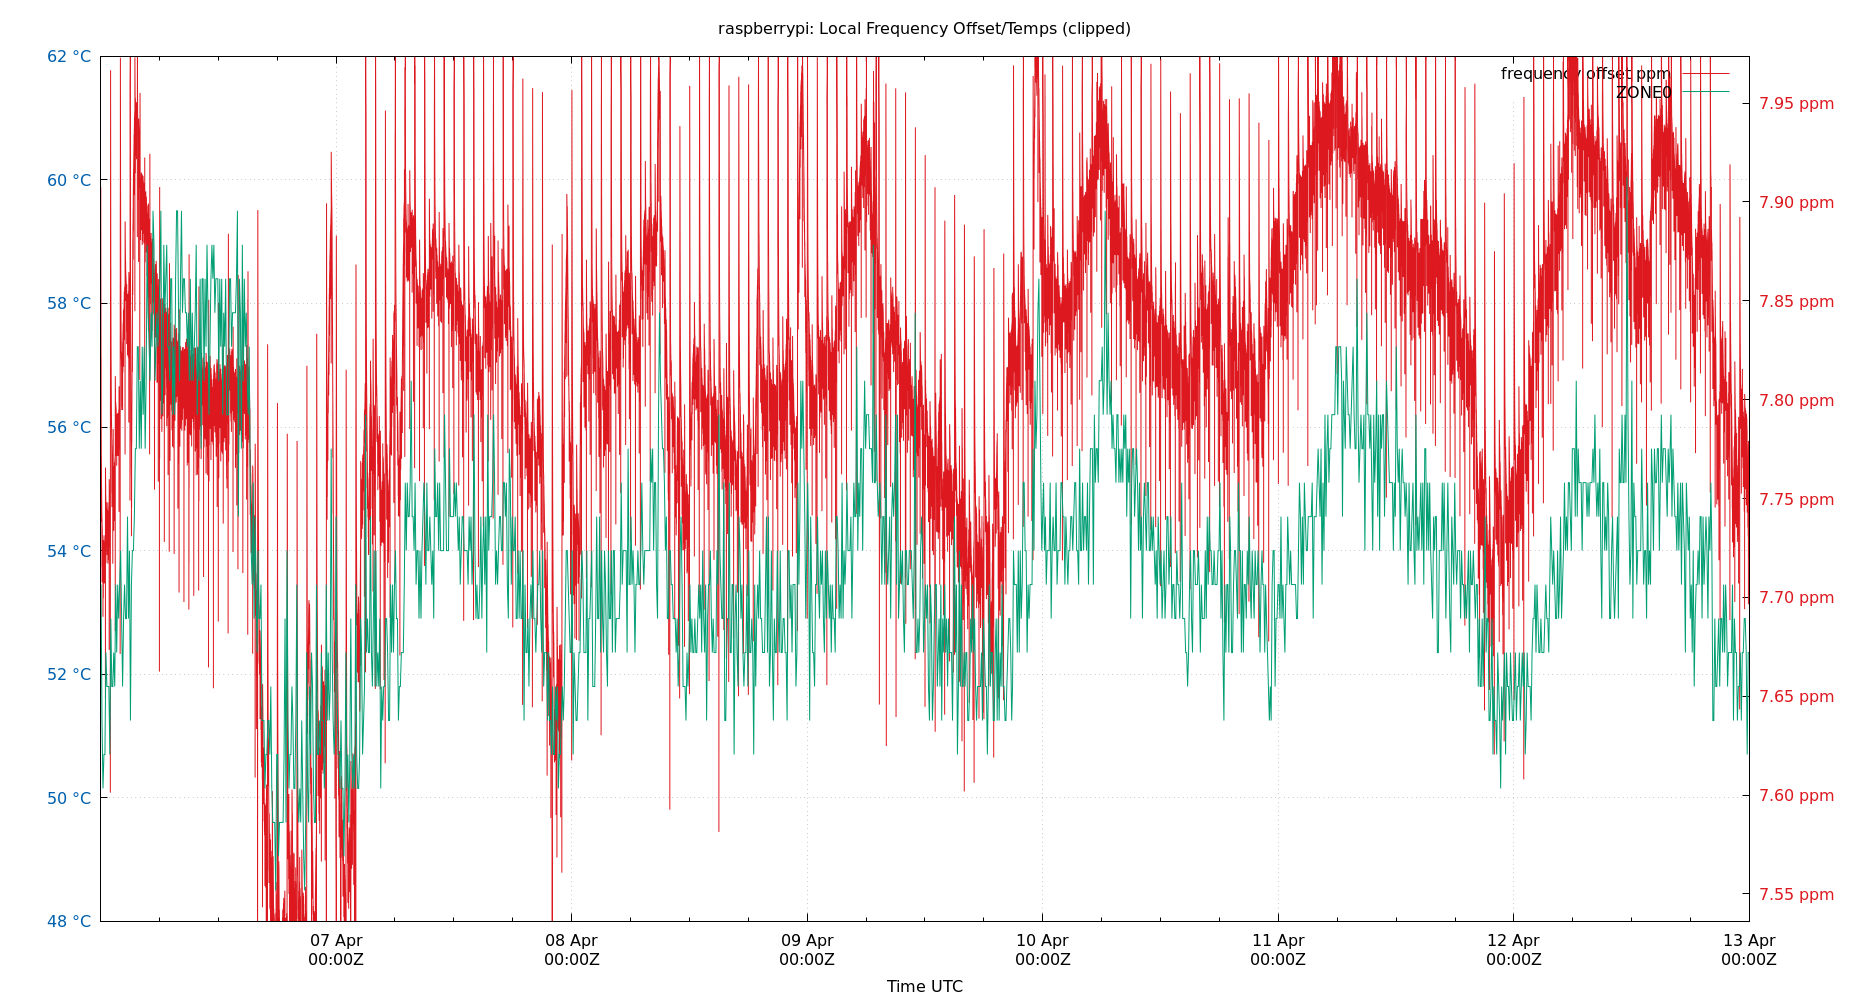 raspberrypi: Local Frequency Offset/Temps (clipped)
62 °C
60 °C
58 °C
56 °C
54 °C
52 °C
50 °C
48 °C
frequency offset ppm
ZONE0
7.95 ppm
7.90 ppm
7.85 ppm
7.80 ppm
7.75 ppm
7.70 ppm
7.65 ppm
7.60 ppm
7.55 ppm
07 Apr
00:00Z
08 Apr
00:00Z
09 Apr
00:00Z
10 Apr
00:00Z
11 Apr
00:00Z
12 Apr
00:00Z
13 Apr
00:00Z
Time UTC